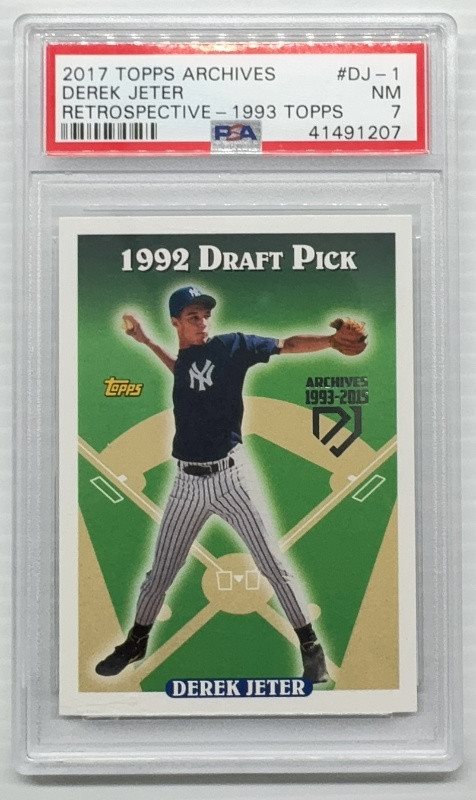 2017 TOPPS ARCHIVES #DJ-1
DEREK JETER NM
RETROSPECTIVE-1993 TOPPS 7
PSA 41491207
1992 DRAFT PICK
NY
topps
ARCHIVES
1993-2015
DJ
DEREK JETER